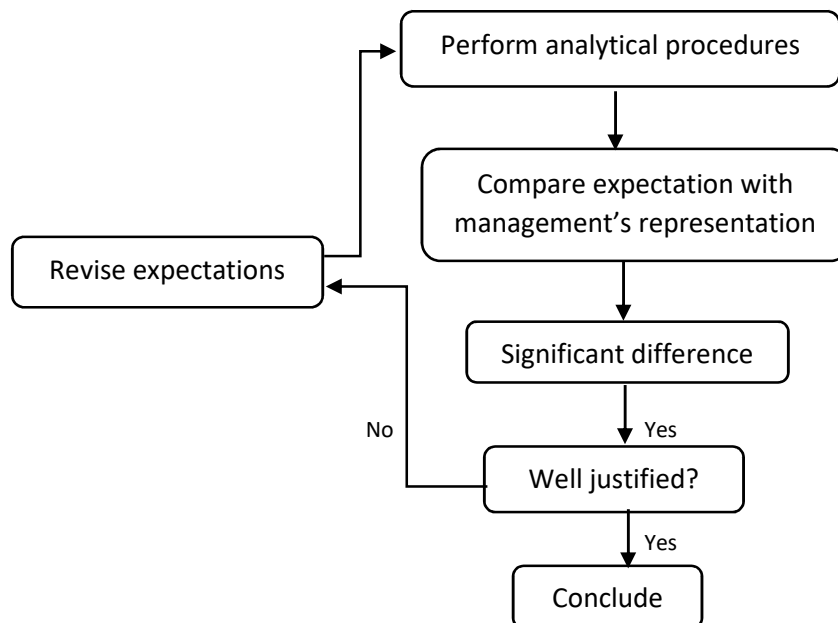 Perform analytical procedures
Compare expectation with
management’s representation
Revise expectations
Significant difference
No
Yes
Well justified?
Yes
Conclude